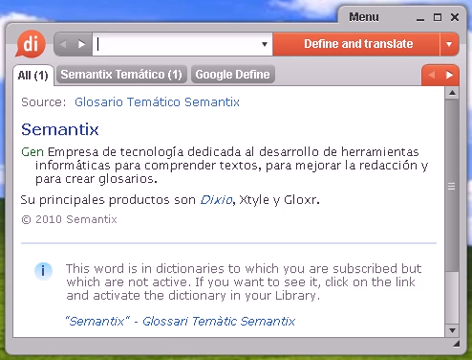 Menu
di
Define and translate
All (1) Semantix Temático (1) Google Define
Source: Glosario Temático Semantix
Semantix
Gen Empresa de tecnología dedicada al desarrollo de herramientas
informáticas para comprender textos, para mejorar la redacción y
para crear glosarios.
Su principales productos son Dixio, Xtyle y Gloxr.
© 2010 Semantix
i
This word is in dictionaries to which you are subscribed but
which are not active. If you want to see it, click on the link
and activate the dictionary in your Library.
"Semantix" - Glossari Temàtic Semantix